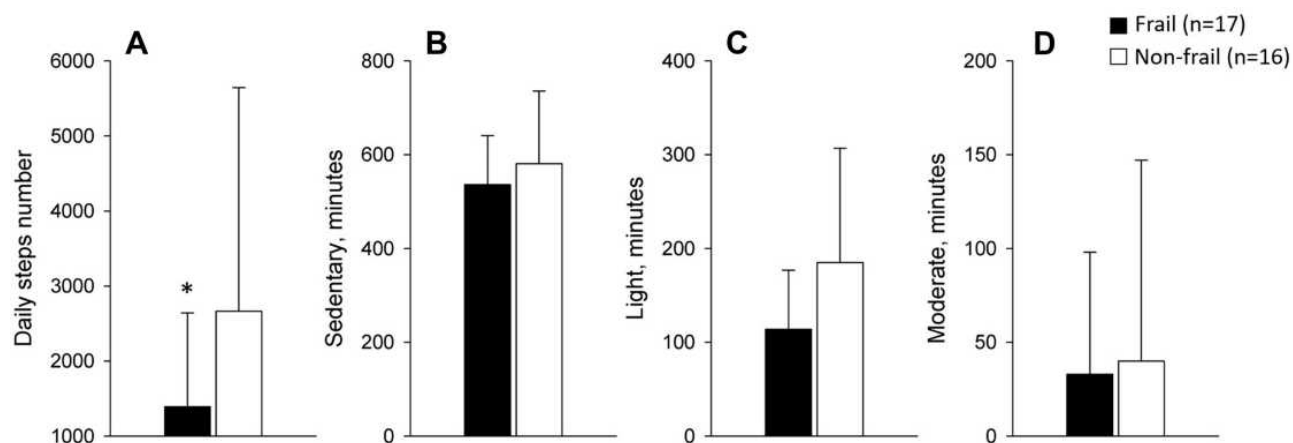 A
B
C
D
Frail (n=17)
Non-frail (n=16)
Daily steps number
6000
5000
4000
3000
2000
1000
*
Sedentary, minutes
800
600
400
200
0
Light, minutes
400
300
200
100
0
Moderate, minutes
200
150
100
50
0